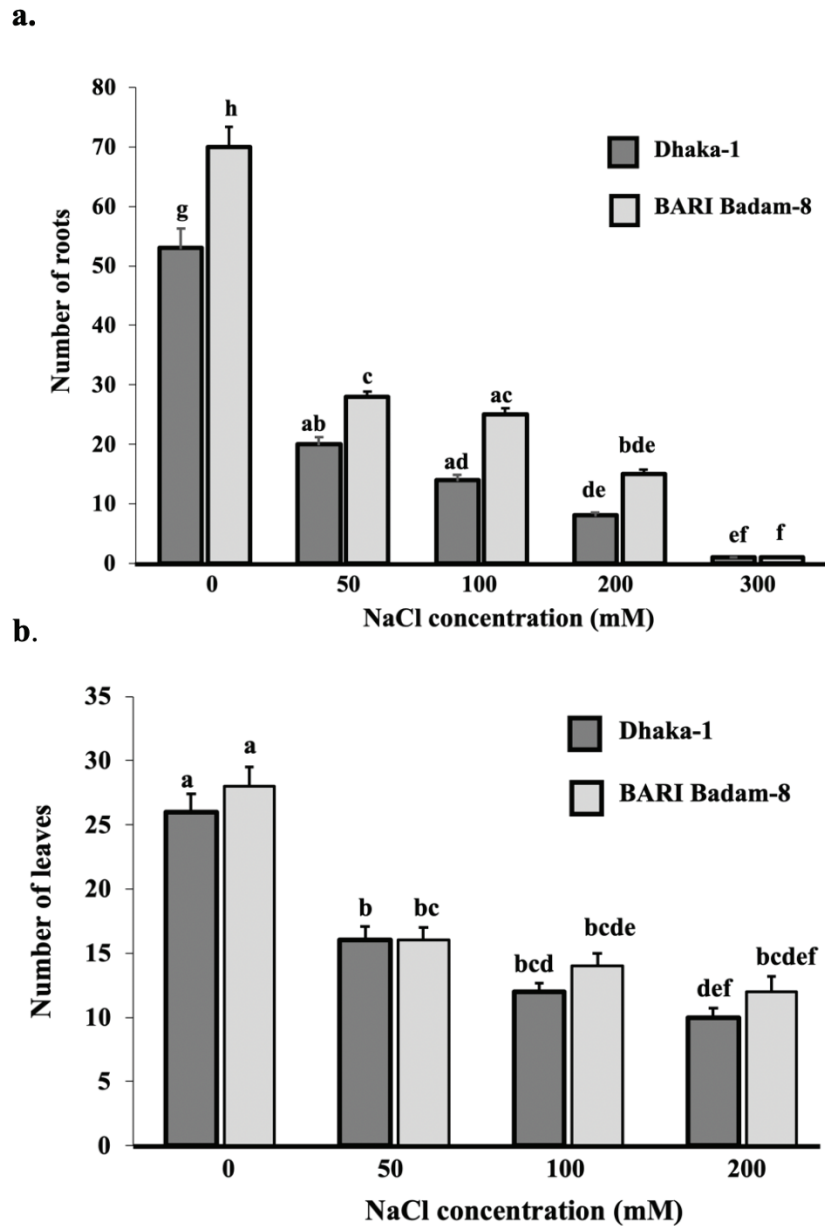 a.
80
70
60
50
40
30
20
10
0
Number of roots
g
h
ab
c
ad
ac
de
bde
ef
f
Dhaka-1
BARI Badam-8
0 50 100 200 300
NaCl concentration (mM)
b.
35
30
25
20
15
10
5
0
Number of leaves
a
a
b
bc
bcd
bcde
def
bcdef
Dhaka-1
BARI Badam-8
0 50 100 200
NaCl concentration (mM)